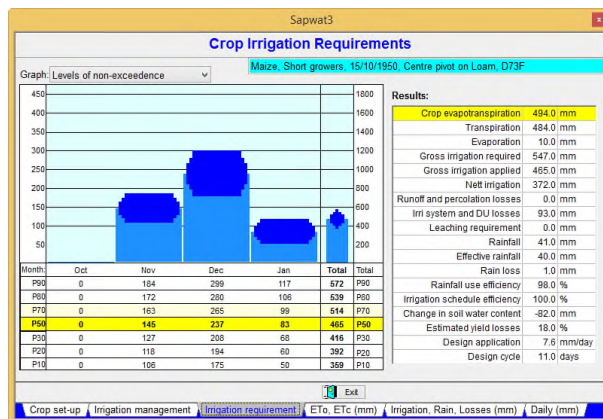 Sapwat3
x
Crop Irrigation Requirements
Graph: Levels of non-exceedence
Maize, Short growers, 15/10/1950, Centre pivot on Loam, D73F
450 1800
400 1600
350 1400
300 1200
250 1000
200 800
150 600
100 400
50 200
Month: Oct Nov Dec Jan Total Total
P90 0 184 299 117 572 P90
P80 0 172 280 106 539 P80
P70 0 163 265 99 514 P70
P50 0 145 237 83 465 P50
P30 0 127 208 68 416 P30
P20 0 118 194 60 392 P20
P10 0 106 175 50 359 P10
Results:
Crop evapotranspiration 494.0 mm
Transpiration 484.0 mm
Evaporation 10.0 mm
Gross irrigation required 547.0 mm
Gross irrigation applied 465.0 mm
Nett irrigation 372.0 mm
Runoff and percolation losses 0.0 mm
Irri system and DU losses 93.0 mm
Leaching requirement 0.0 mm
Rainfall 41.0 mm
Effective rainfall 40.0 mm
Rain loss 1.0 mm
Rainfall use efficiency 98.0 %
Irrigation schedule efficiency 100.0 %
Change in soil water content -82.0 mm
Estimated yield losses 18.0 %
Design application 7.6 mm/day
Design cycle 11.0 days
Exit
Crop set-up Irrigation management Irrigation requirement ETo, ETc (mm) Irrigation, Rain, Losses (mm) Daily (mm)